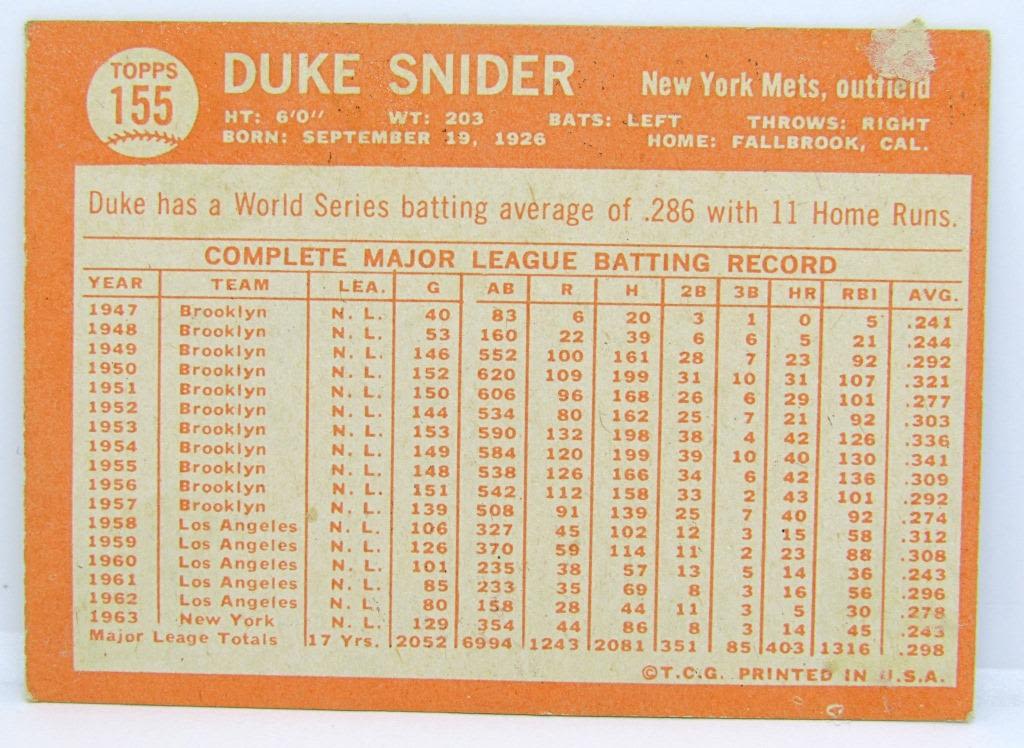 TOPPS
155
DUKE SNIDER New York Mets, outfield
HT: 6'0" WT: 203 BATS: LEFT THROWS: RIGHT
BORN: SEPTEMBER 19, 1926 HOME: FALLBROOK, CAL.
Duke has a World Series batting average of .286 with 11 Home Runs.
COMPLETE MAJOR LEAGUE BATTING RECORD
YEAR TEAM LEA. G AB R H 2B 3B HR RBI AVG.
1947 Brooklyn N. L. 40 83 6 20 3 1 0 5 .241
1948 Brooklyn N. L. 53 160 22 39 6 6 5 21 .244
1949 Brooklyn N. L. 146 552 100 161 28 7 23 92 .292
1950 Brooklyn N. L. 152 620 109 199 31 10 31 107 .321
1951 Brooklyn N. L. 150 606 96 168 26 6 29 101 .277
1952 Brooklyn N. L. 144 534 80 162 25 7 21 92 .303
1953 Brooklyn N. L. 153 590 132 198 38 4 42 126 .336
1954 Brooklyn N. L. 149 584 120 199 39 10 40 130 .341
1955 Brooklyn N. L. 148 538 126 166 34 6 42 136 .309
1956 Brooklyn N. L. 151 542 112 158 33 2 43 101 .292
1957 Brooklyn N. L. 139 508 91 139 25 7 40 92 .274
1958 Los Angeles N. L. 106 327 45 102 12 3 15 58 .312
1959 Los Angeles N. L. 126 370 59 114 11 2 23 88 .308
1960 Los Angeles N. L. 101 235 38 57 13 5 14 36 .243
1961 Los Angeles N. L. 85 233 35 69 8 3 16 56 .296
1962 Los Angeles N. L. 80 158 28 44 11 3 5 30 .278
1963 New York N. L. 129 354 44 86 8 3 14 45 .243
Major Leage Totals 17 Yrs. 2052 6994 1243 2081 351 85 403 1316 .298
©T.C.G. PRINTED IN U.S.A.